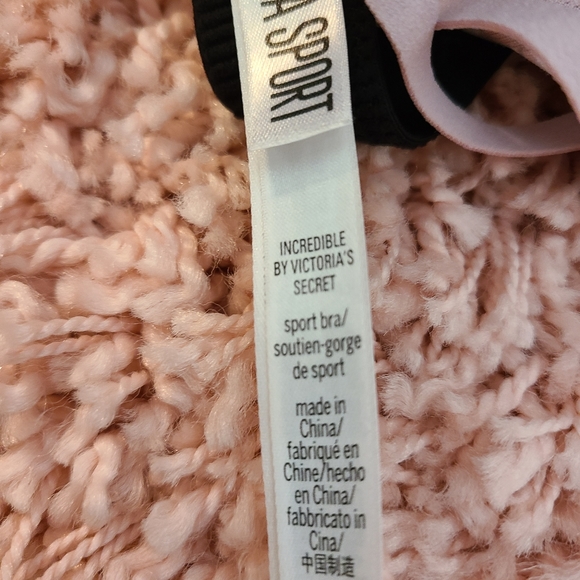 A SPORT
INCREDIBLE
BY VICTORIA'S
SECRET
sport bra/
soutien-gorge
de sport
made in
China/
fabriqué en
Chine/hecho
en China/
fabbricato in
Cina/
中国制造